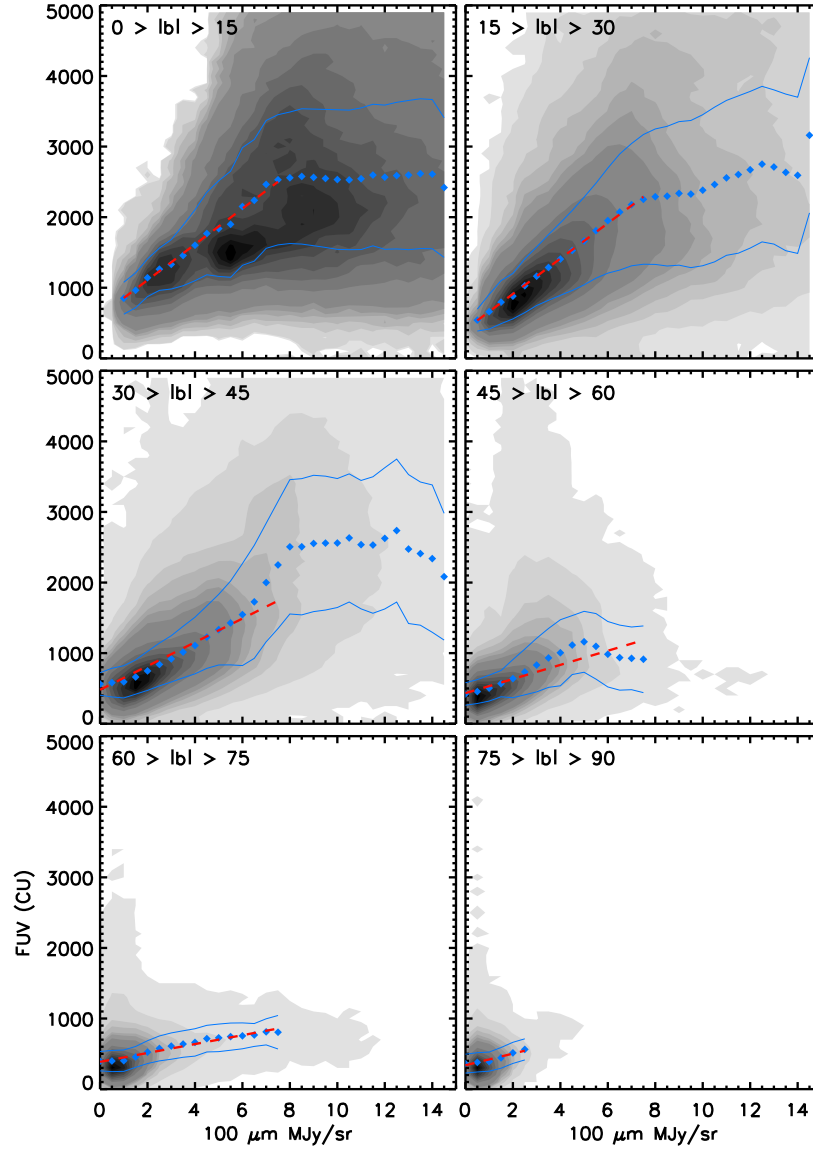 5000
4000
3000
2000
1000
0
0 > |b| > 15
15 > |b| > 30
5000
4000
3000
2000
1000
0
30 > |b| > 45
45 > |b| > 60
5000
4000
3000
2000
1000
0
FUV (CU)
60 > |b| > 75
75 > |b| > 90
0 2 4 6 8 10 12 14
0 2 4 6 8 10 12 14
100 μm MJy/sr
100 μm MJy/sr